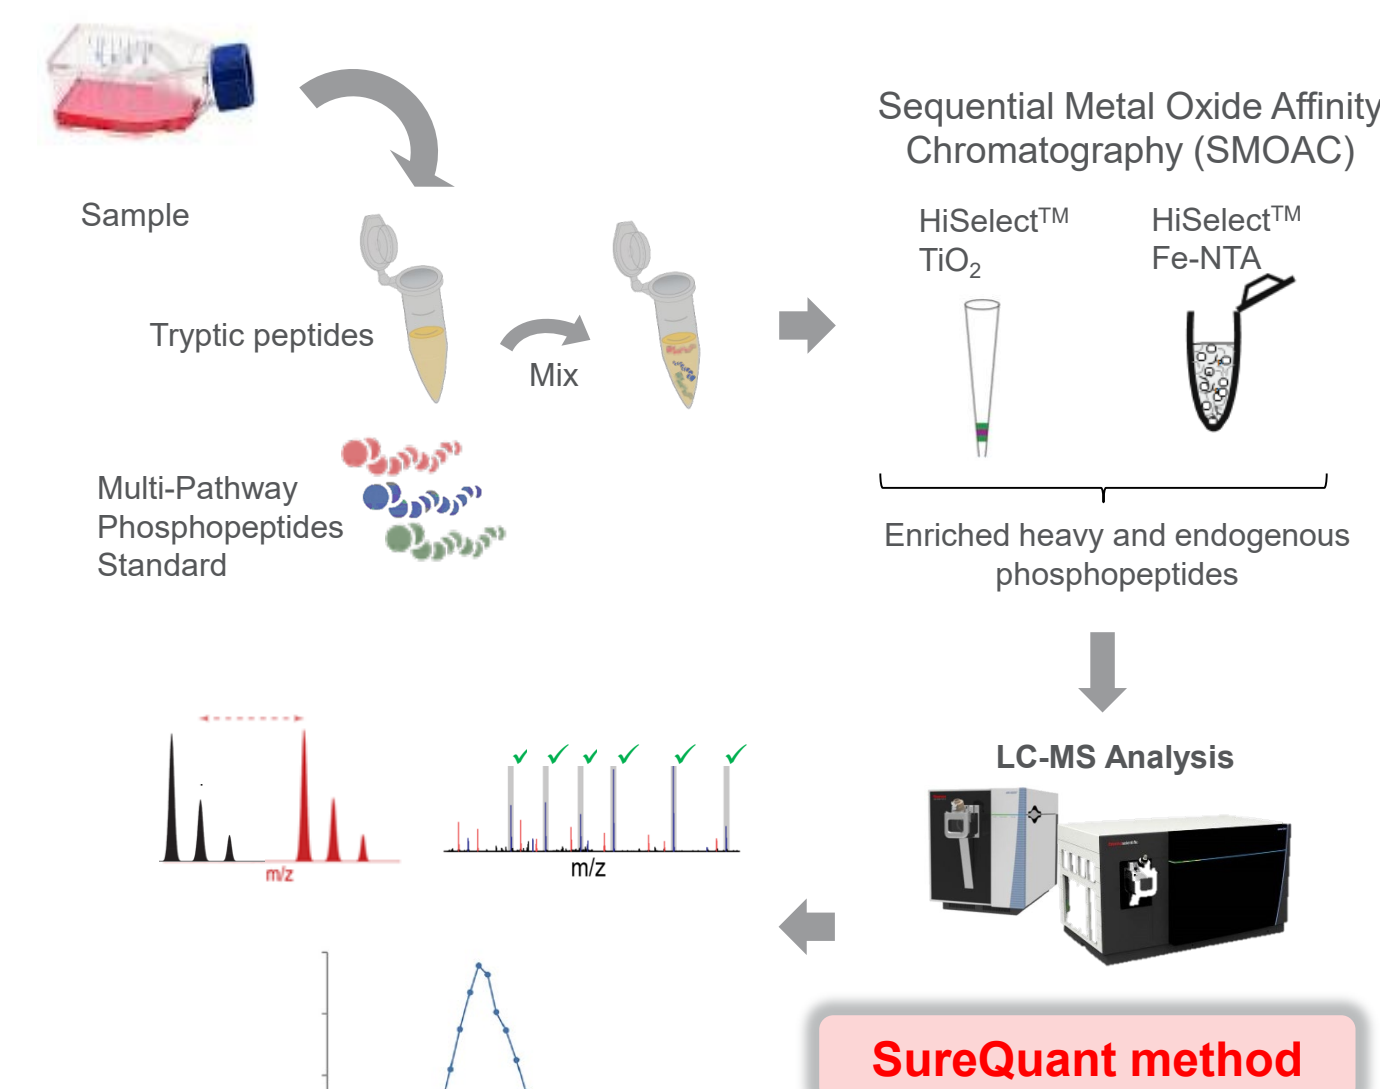 Sample
Tryptic peptides
Mix
Multi-Pathway
Phosphopeptides
Standard
Sequential Metal Oxide Affinity
Chromatography (SMOAC)
HiSelect™
TiO₂
HiSelect™
Fe-NTA
Enriched heavy and endogenous
phosphopeptides
LC-MS Analysis
m/z
m/z
SureQuant method